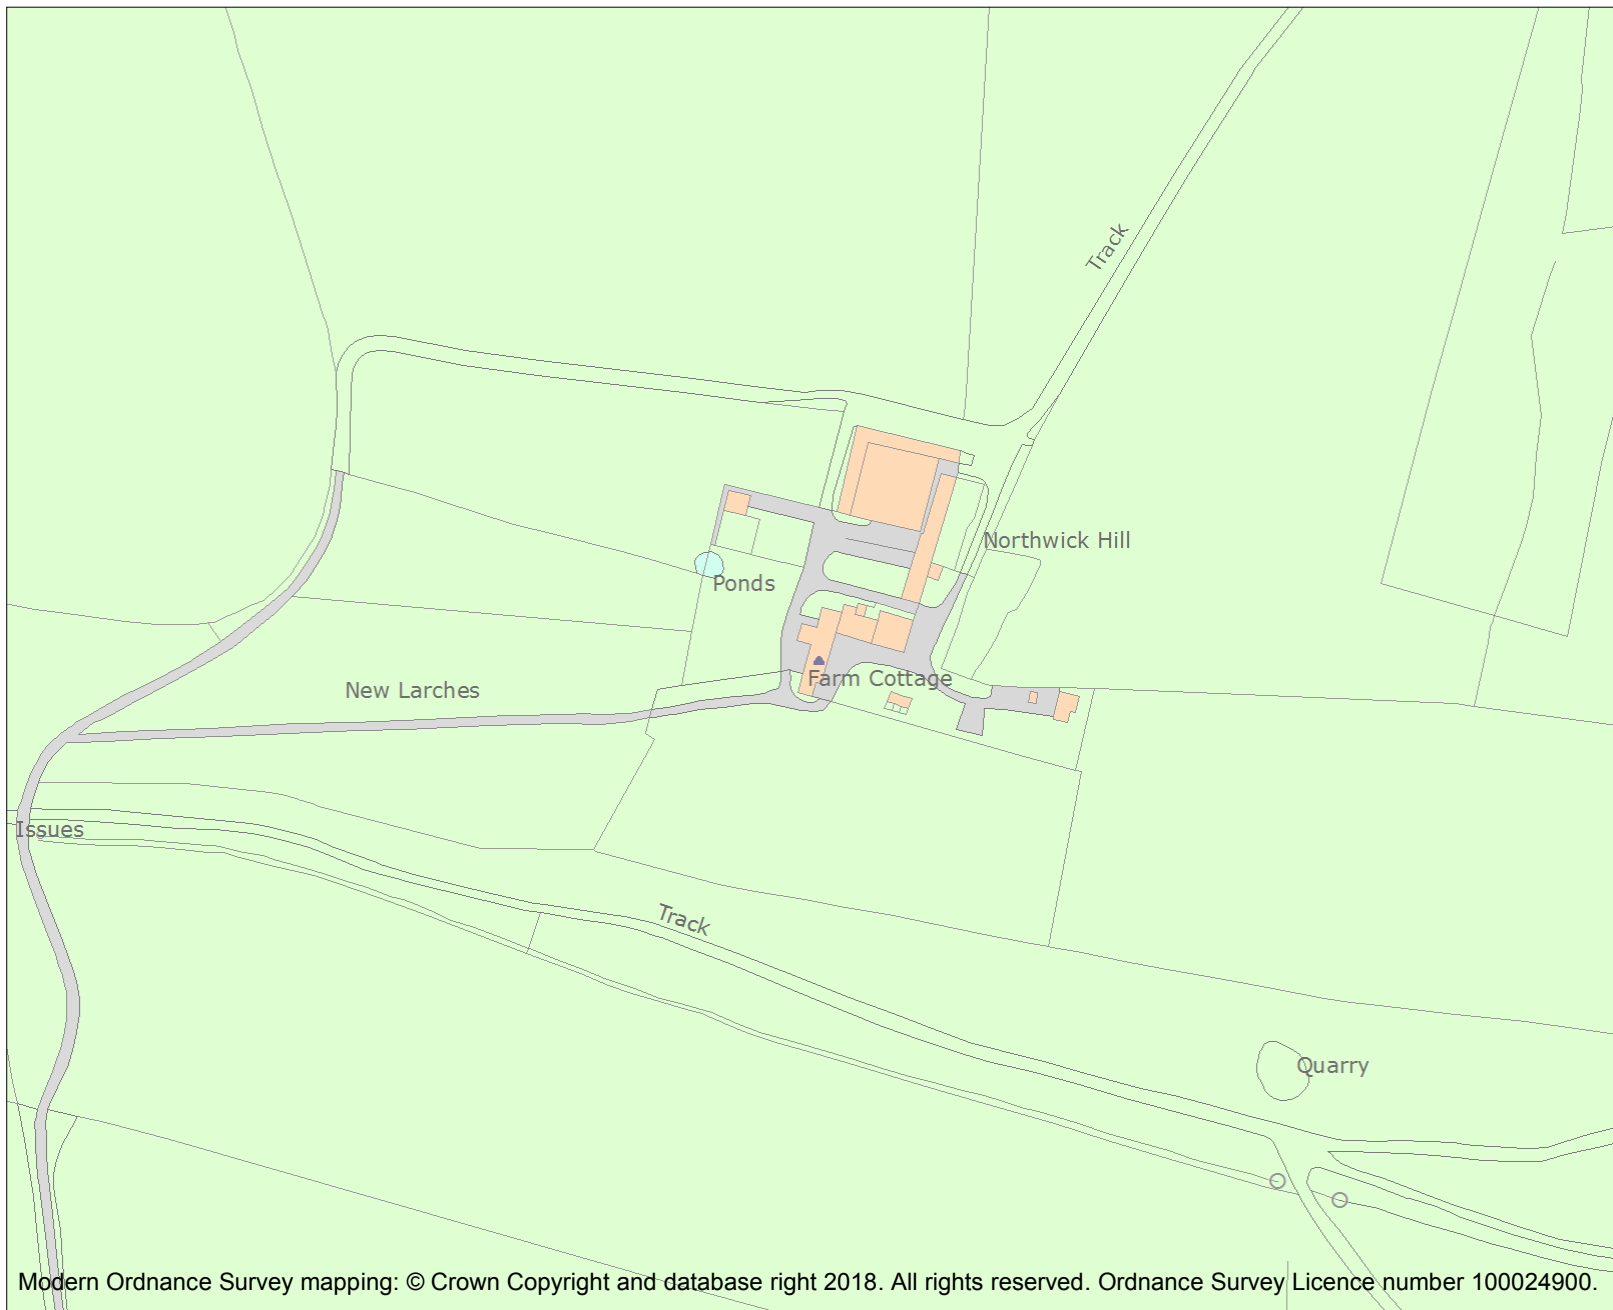 Track
Northwick Hill
Ponds
Farm Cottage
New Larches
Issues
Track
Quarry
Modern Ordnance Survey mapping: © Crown Copyright and database right 2018. All rights reserved. Ordnance Survey Licence number 100024900.